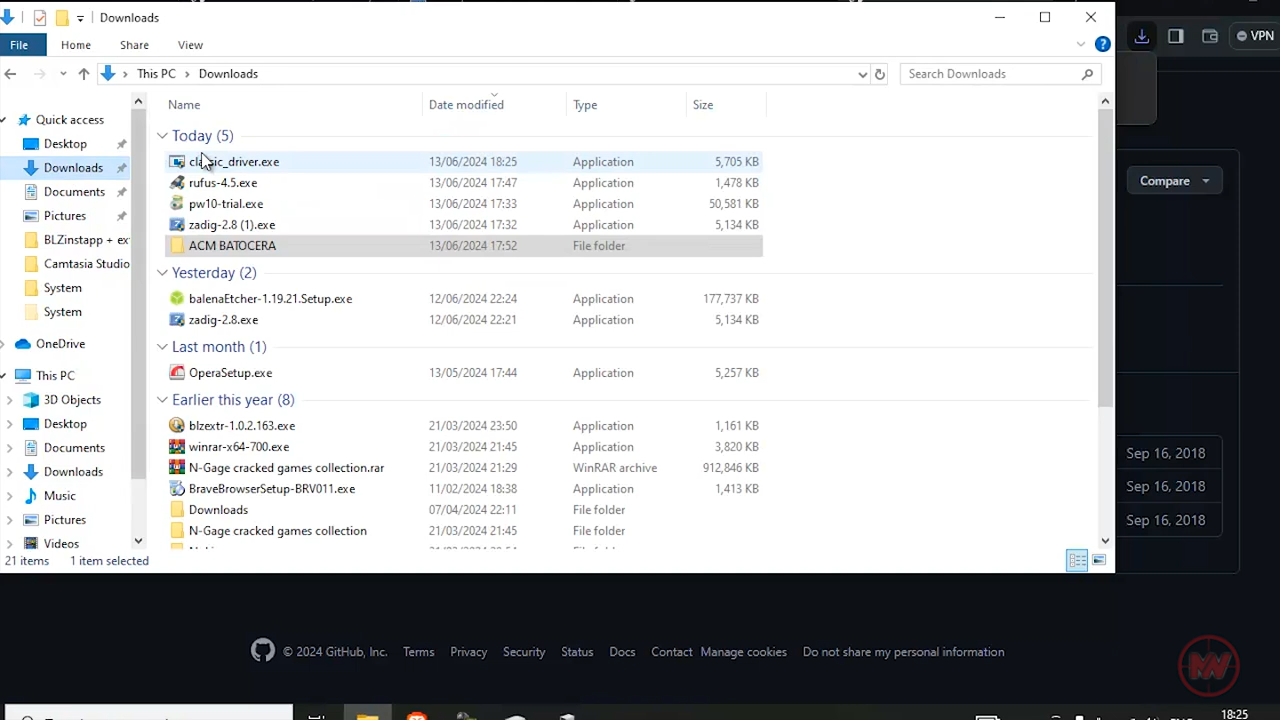 Downloads
File Home Share View
This PC Downloads Search Downloads
Name Date modified Type Size
Today (5)
classic_driver.exe 13/06/2024 18:25 Application 5,705 KB
rufus-4.5.exe 13/06/2024 17:47 Application 1,478 KB
pw10-trial.exe 13/06/2024 17:33 Application 50,581 KB
zadig-2.8 (1).exe 13/06/2024 17:32 Application 5,134 KB
ACM BATOCERA 13/06/2024 17:52 File folder
Yesterday (2)
balenaEtcher-1.19.21.Setup.exe 12/06/2024 22:24 Application 177,737 KB
zadig-2.8.exe 12/06/2024 22:21 Application 5,134 KB
Last month (1)
OperaSetup.exe 13/05/2024 17:44 Application 5,257 KB
Earlier this year (8)
blzextr-1.0.2.163.exe 21/03/2024 23:50 Application 1,161 KB
winrar-x64-700.exe 21/03/2024 21:45 Application 3,820 KB
N-Gage cracked games collection.rar 21/03/2024 21:29 WinRAR archive 912,846 KB
BraveBrowserSetup-BRV011.exe 11/02/2024 18:38 Application 1,413 KB
Downloads 07/04/2024 22:11 File folder
N-Gage cracked games collection 21/03/2024 21:45 File folder
Quick access
Desktop
Downloads
Documents
Pictures
BLZinstapp + ex
Camtasia Studio
System
System
OneDrive
This PC
3D Objects
Desktop
Documents
Downloads
Music
Pictures
Videos
21 items 1 item selected
VPN
Compare
Sep 16, 2018
Sep 16, 2018
Sep 16, 2018
© 2024 GitHub, Inc. Terms Privacy Security Status Docs Contact Manage cookies Do not share my personal information
18:25